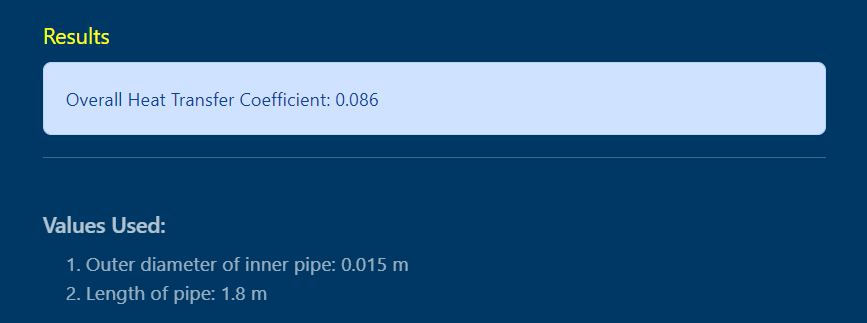 Results
Overall Heat Transfer Coefficient: 0.086
Values Used:
1. Outer diameter of inner pipe: 0.015 m
2. Length of pipe: 1.8 m